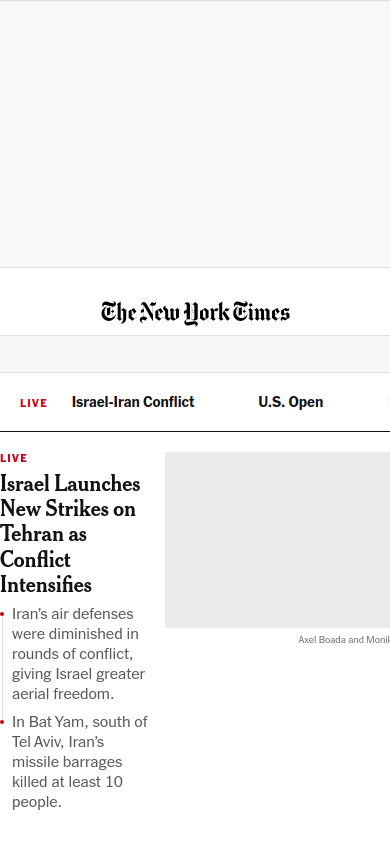 The New York Times
LIVE Israel-Iran Conflict U.S. Open
LIVE
Israel Launches
New Strikes on
Tehran as
Conflict
Intensifies
Iran’s air defenses
were diminished in
rounds of conflict,
giving Israel greater
aerial freedom.
In Bat Yam, south of
Tel Aviv, Iran’s
missile barrages
killed at least 10
people.
Axel Boada and